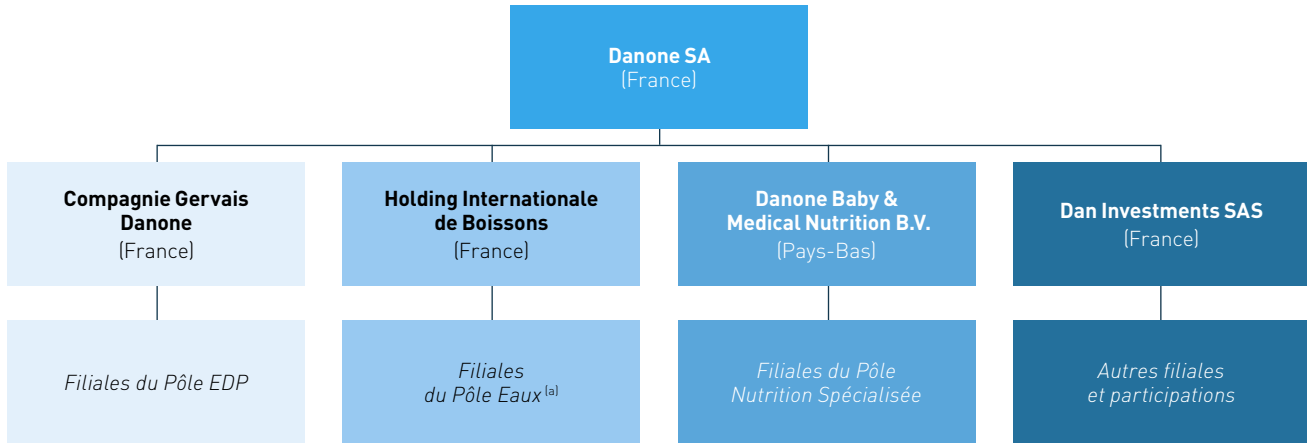 Danone SA
(France)
Compagnie Gervais
Danone
(France)
Holding Internationale
de Boissons
(France)
Danone Baby &
Medical Nutrition B.V.
(Pays-Bas)
Dan Investments SAS
(France)
Filiales du Pôle EDP
Filiales
du Pôle Eaux (a)
Filiales du Pôle
Nutrition Spécialisée
Autres filiales
et participations